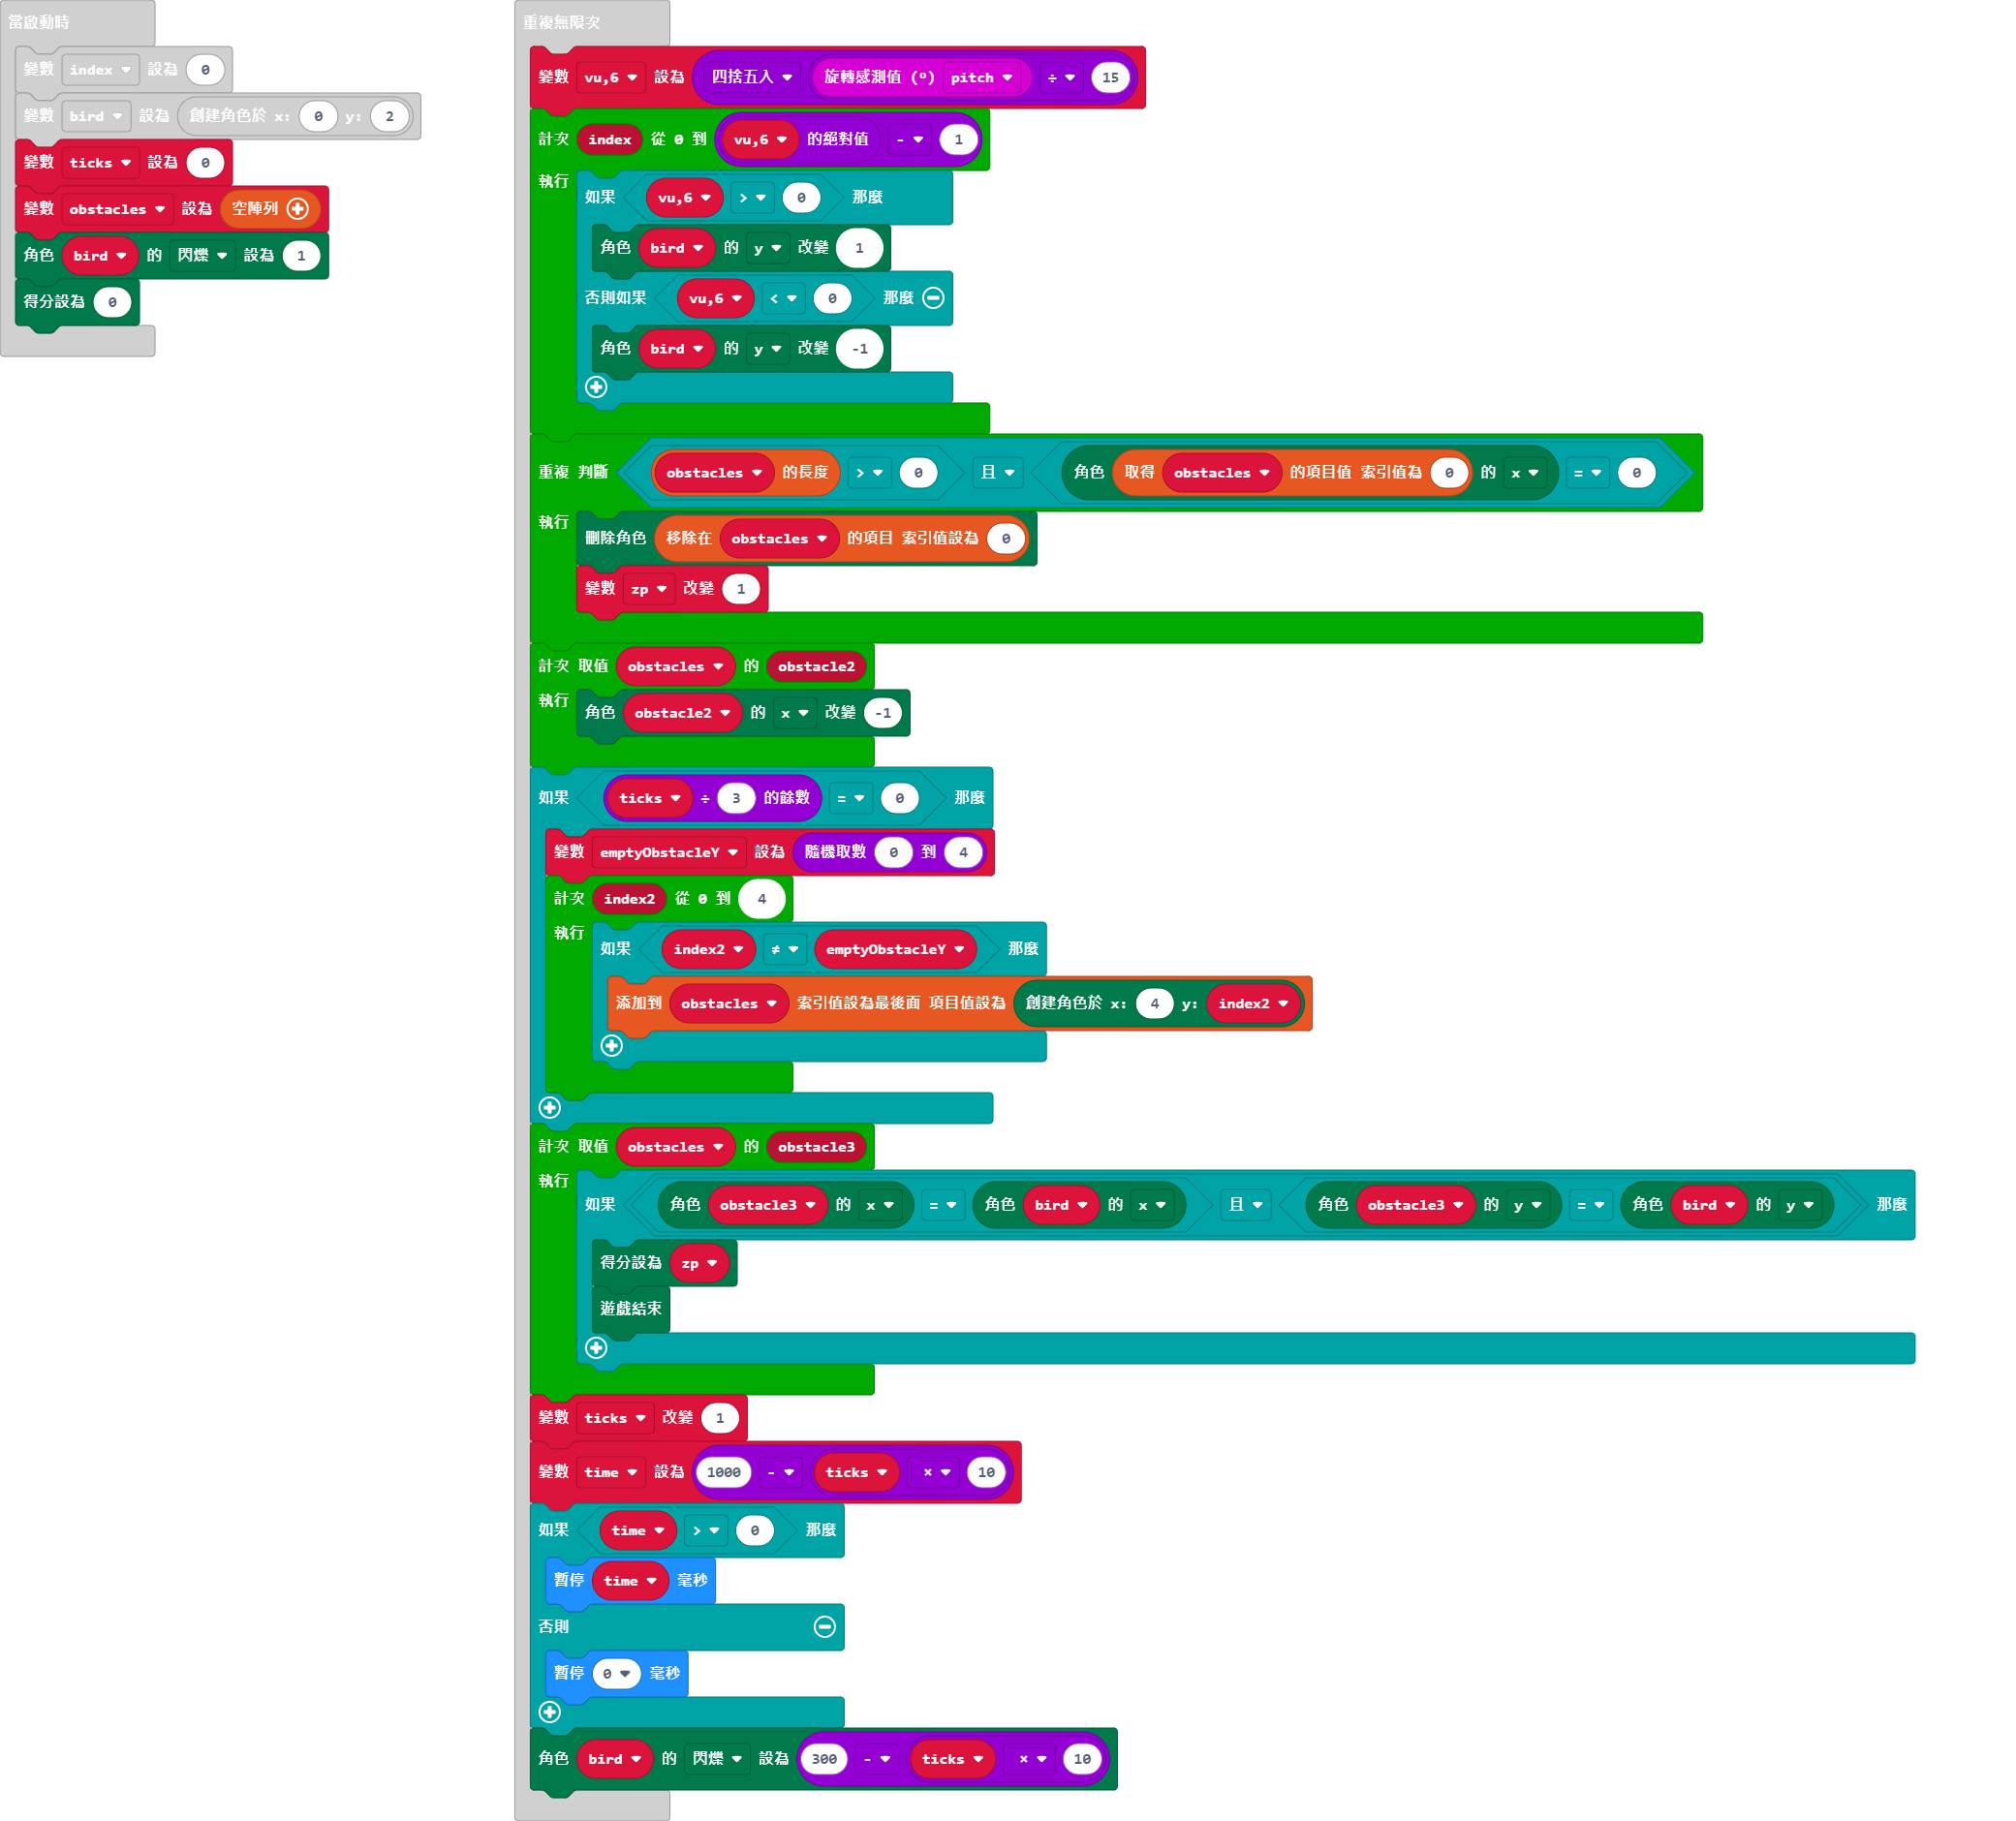 當啟動時
變數 index 設為 0
變數 bird 設為 創建角色於 x: 0 y: 2
變數 ticks 設為 0
變數 obstacles 設為 空陣列
角色 bird 的 閃爍 設為 1
得分設為 0
重複無限次
變數 vu,6 設為 四捨五入 旋轉感測值 (º) pitch ÷ 15
計次 index 從 0 到 vu,6 的絕對值 - 1
執行
如果 vu,6 > 0 那麼
角色 bird 的 y 改變 1
否則如果 vu,6 < 0 那麼
角色 bird 的 y 改變 -1
重複 判斷 obstacles 的長度 > 0 且 角色 取得 obstacles 的項目值 索引值為 0 的 x = 0
執行
刪除角色 移除在 obstacles 的項目 索引值設為 0
變數 zp 改變 1
計次 取值 obstacles 的 obstacle2
執行
角色 obstacle2 的 x 改變 -1
如果 ticks ÷ 3 的餘數 = 0 那麼
變數 emptyObstacleY 設為 隨機取數 0 到 4
計次 index2 從 0 到 4
執行
如果 index2 ≠ emptyObstacleY 那麼
添加到 obstacles 索引值設為最後面 項目值設為 創建角色於 x: 4 y: index2
計次 取值 obstacles 的 obstacle3
執行
如果 角色 obstacle3 的 x = 角色 bird 的 x 且 角色 obstacle3 的 y = 角色 bird 的 y 那麼
得分設為 zp
遊戲結束
變數 ticks 改變 1
變數 time 設為 1000 - ticks × 10
如果 time > 0 那麼
暫停 time 毫秒
否則
暫停 0 毫秒
角色 bird 的 閃爍 設為 300 - ticks × 10